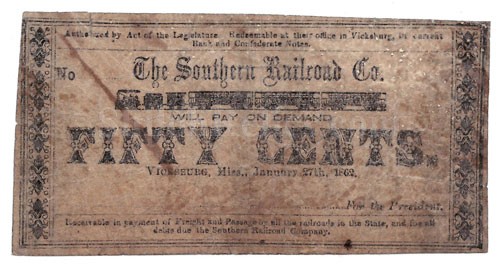 Authorized by Act of the Legislature. Redeemable at their office in Vicksburg, in current
Bank and Confederate Notes.
No
The Southern Railroad Co.
WILL PAY ON DEMAND
FIFTY CENTS
VICKSBURG, Miss., January 27th, 1862.
For the President.
Receivable in payment of Freight and Passage by all the railroads in the State, and for all
debts due the Southern Railroad Company.